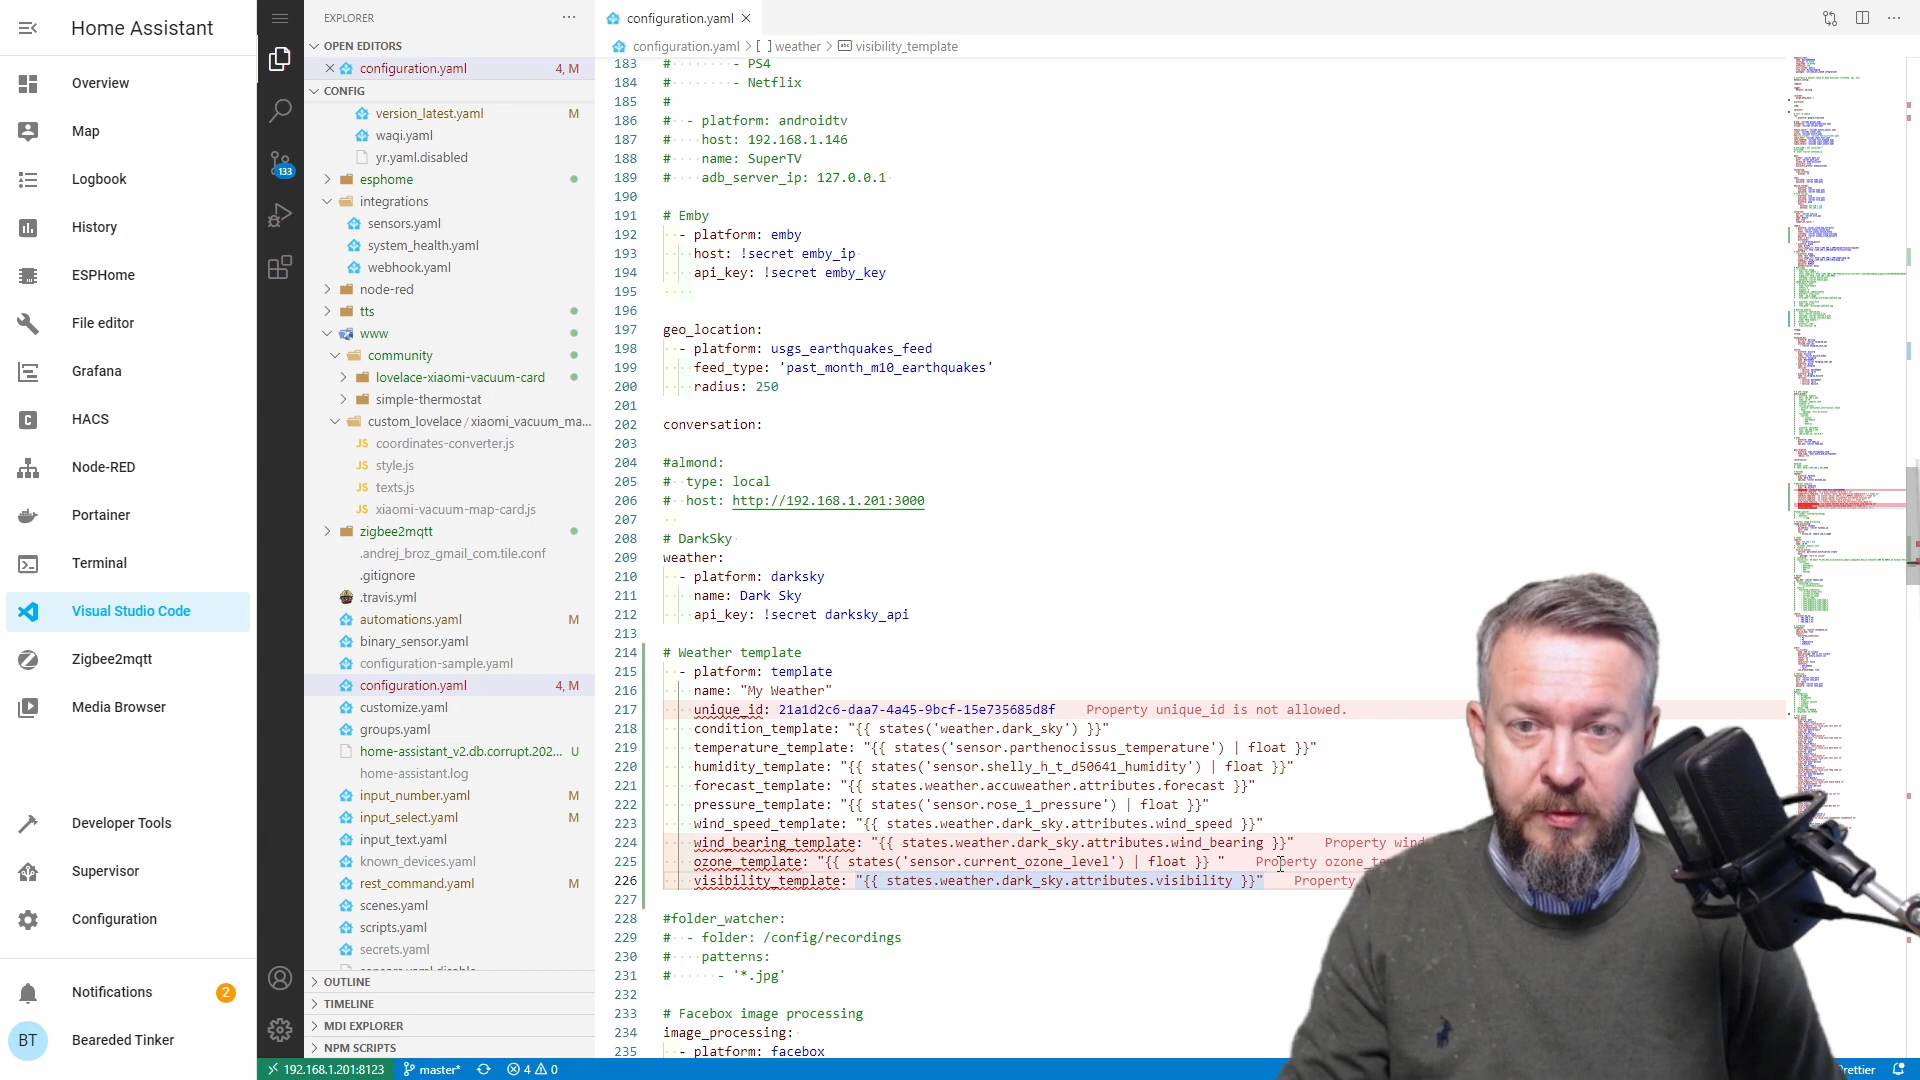 Home Assistant
Overview
Map
Logbook
History
ESPHome
File editor
Grafana
HACS
Node-RED
Portainer
Terminal
Visual Studio Code
Zigbee2mqtt
Media Browser
Developer Tools
Supervisor
Configuration
Notifications
2
BT
Beareded Tinker
133
EXPLORER
OPEN EDITORS
configuration.yaml 4, M
CONFIG
version_latest.yaml M
waqi.yaml
yr.yaml.disabled
esphome
integrations
sensors.yaml
system_health.yaml
webhook.yaml
node-red
tts
www
community
lovelace-xiaomi-vacuum-card
simple-thermostat
custom_lovelace / xiaomi_vacuum_ma...
JS coordinates-converter.js
JS style.js
JS texts.js
JS xiaomi-vacuum-map-card.js
zigbee2mqtt
.andrej_broz_gmail_com.tile.conf
.gitignore
.travis.yml
automations.yaml M
binary_sensor.yaml
configuration-sample.yaml
configuration.yaml 4, M
customize.yaml
groups.yaml
home-assistant_v2.db.corrupt.202... U
home-assistant.log
input_number.yaml M
input_select.yaml M
input_text.yaml
known_devices.yaml
rest_command.yaml M
scenes.yaml
scripts.yaml
secrets.yaml
OUTLINE
TIMELINE
MDI EXPLORER
NPM SCRIPTS
configuration.yaml
configuration.yaml > [ ] weather > abc visibility_template
183 # - PS4
184 # - Netflix
185 #
186 # - platform: androidtv
187 # host: 192.168.1.146
188 # name: SuperTV
189 # adb_server_ip: 127.0.0.1
190
191 # Emby
192 - platform: emby
193 host: !secret emby_ip
194 api_key: !secret emby_key
195
196
197 geo_location:
198 - platform: usgs_earthquakes_feed
199 feed_type: 'past_month_m10_earthquakes'
200 radius: 250
201
202 conversation:
203
204 #almond:
205 # type: local
206 # host: http://192.168.1.201:3000
207
208 # DarkSky
209 weather:
210 - platform: darksky
211 name: Dark Sky
212 api_key: !secret darksky_api
213
214 # Weather template
215 - platform: template
216 name: "My Weather"
217 unique_id: 21a1d2c6-daa7-4a45-9bcf-15e735685d8f Property unique_id is not allowed.
218 condition_template: "{{ states('weather.dark_sky') }}"
219 temperature_template: "{{ states('sensor.parthenocissus_temperature') | float }}"
220 humidity_template: "{{ states('sensor.shelly_h_t_d50641_humidity') | float }}"
221 forecast_template: "{{ states.weather.accuweather.attributes.forecast }}"
222 pressure_template: "{{ states('sensor.rose_1_pressure') | float }}"
223 wind_speed_template: "{{ states.weather.dark_sky.attributes.wind_speed }}"
224 wind_bearing_template: "{{ states.weather.dark_sky.attributes.wind_bearing }}" Property wind
225 ozone_template: "{{ states('sensor.current_ozone_level') | float }} " Property ozone_te
226 visibility_template: "{{ states.weather.dark_sky.attributes.visibility }}" Property
227
228 #folder_watcher:
229 # - folder: /config/recordings
230 # patterns:
231 # - '*.jpg'
232
233 # Facebox image processing
234 image_processing:
235 - platform: facebox
192.168.1.201:8123 master* 4 0